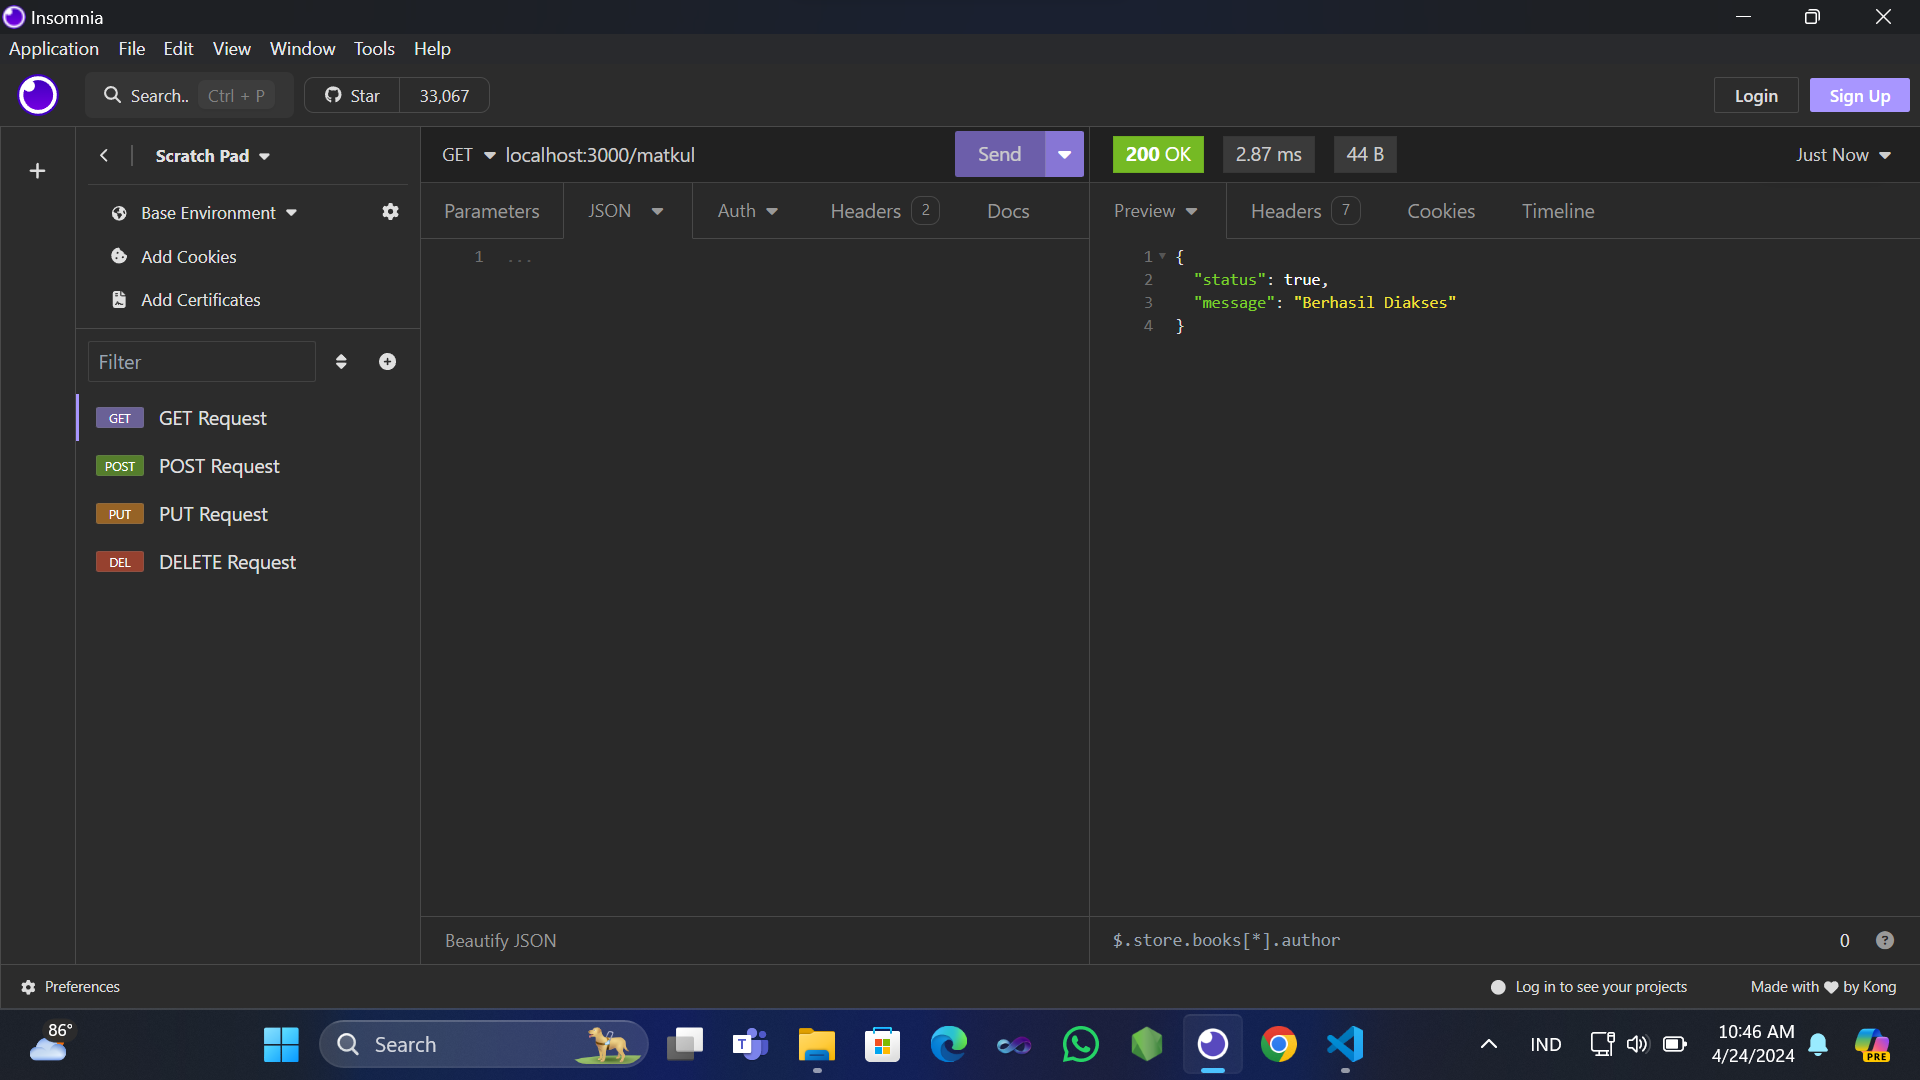 Insomnia
Application File Edit View Window Tools Help
Search.. Ctrl + P Star 33,067 Login Sign Up
Scratch Pad
Base Environment
Add Cookies
Add Certificates
Filter
GET GET Request
POST POST Request
PUT PUT Request
DEL DELETE Request
GET localhost:3000/matkul Send
Parameters JSON Auth Headers 2 Docs
1 ...
Beautify JSON
200 OK 2.87 ms 44 B Just Now
Preview Headers 7 Cookies Timeline
1 {
2 "status": true,
3 "message": "Berhasil Diakses"
4 }
$.store.books[*].author 0 ?
Preferences Log in to see your projects Made with by Kong
86° Search T PRE IND 10:46 AM
4/24/2024